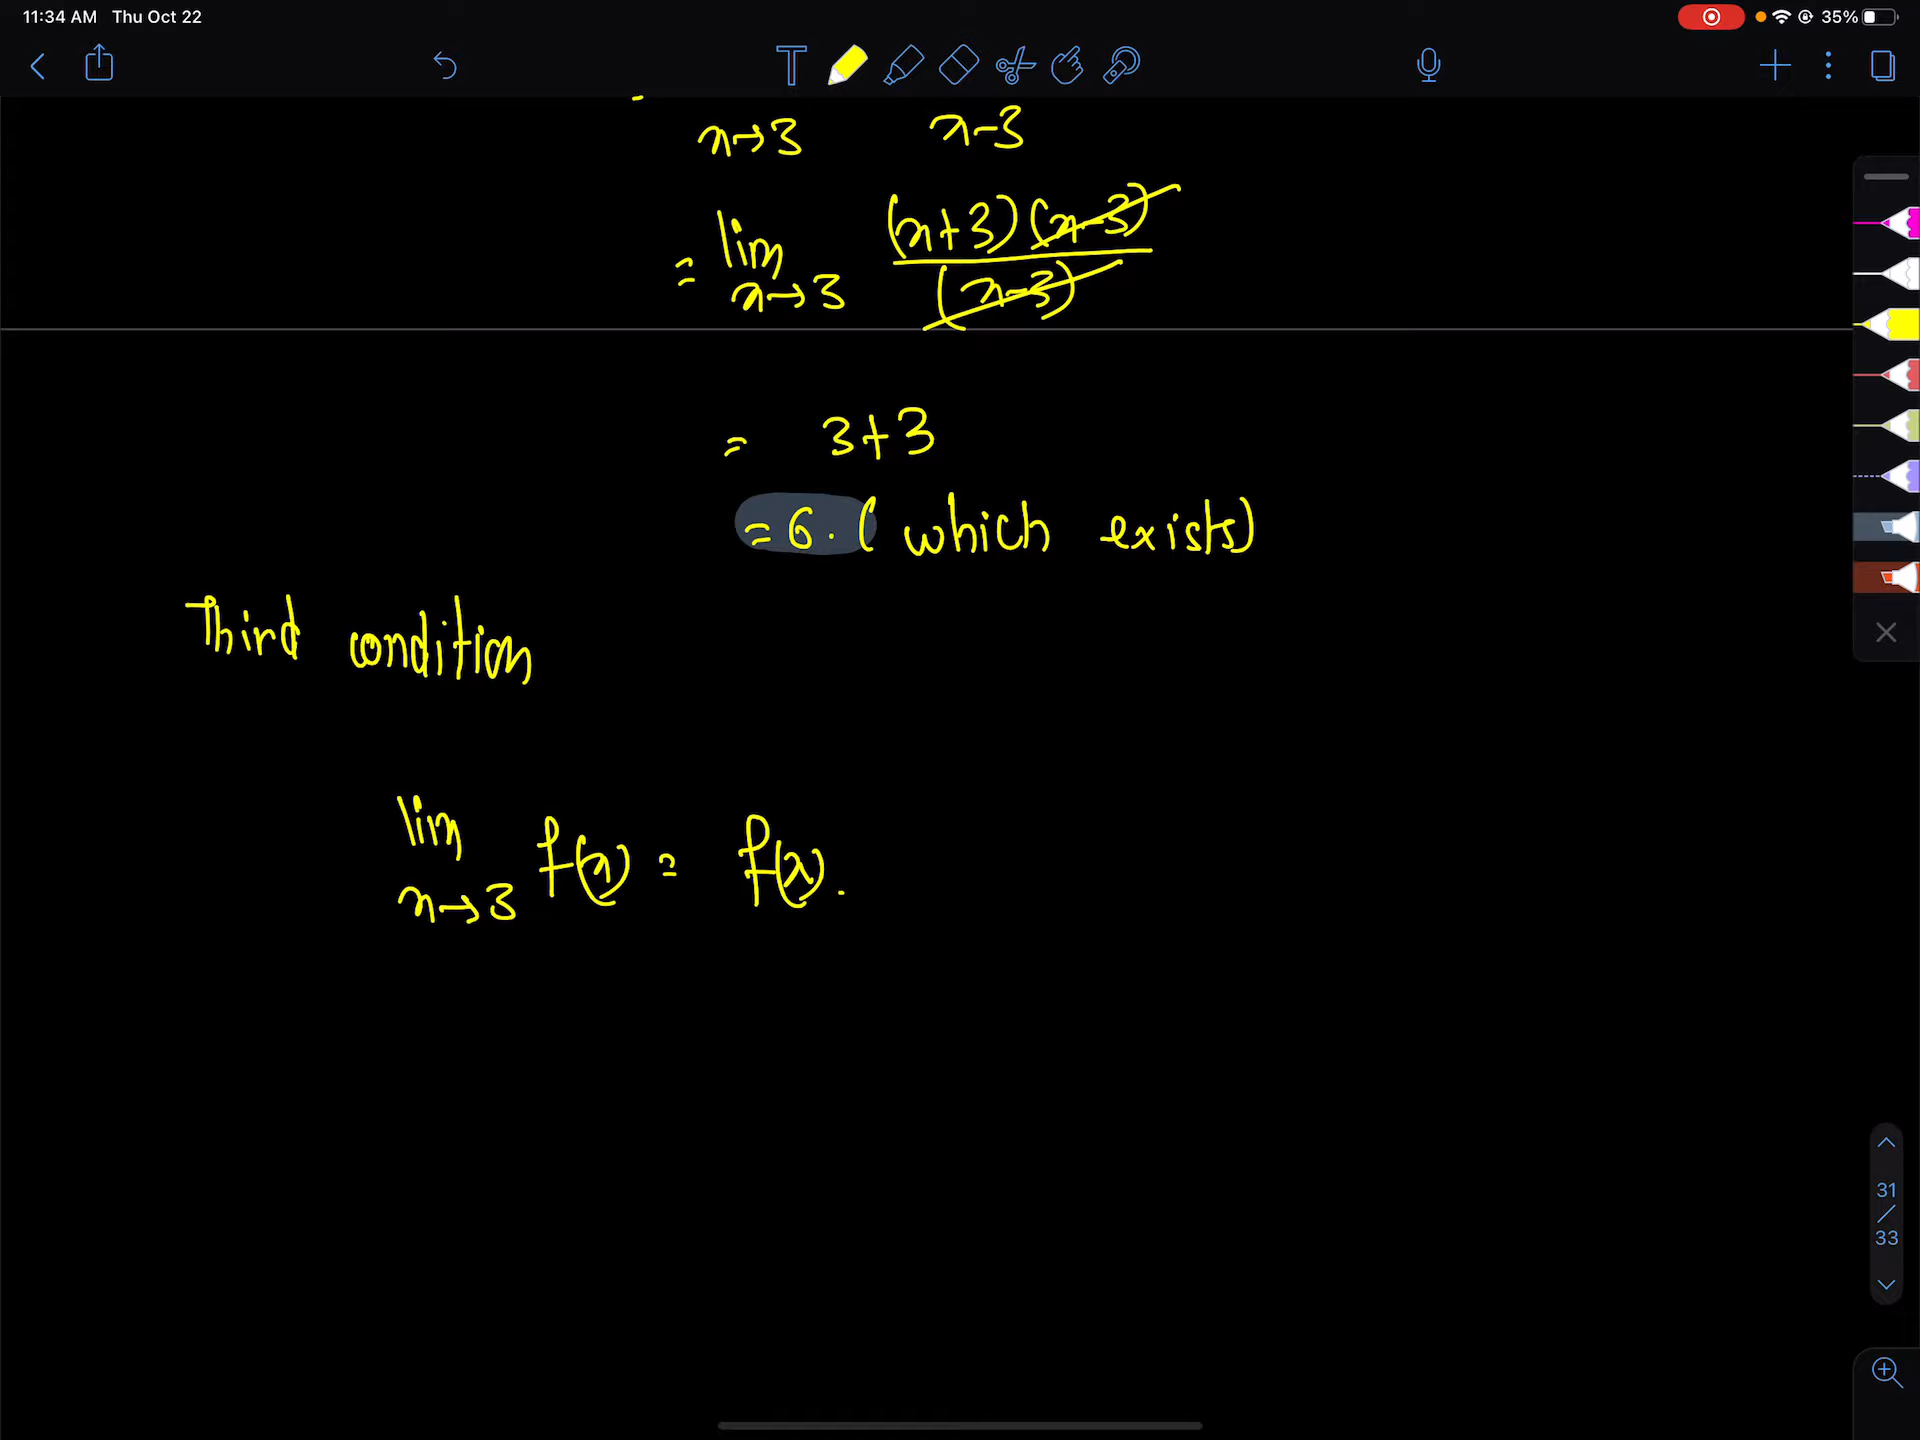 11:34 AM Thu Oct 22
35%
x→3 x-3
= lim (x+3)(x-3)
x→3 (x-3)
= 3+3
= 6. ( which exists)
Third condition
lim f(x) = f(x).
x→3
31
/
33